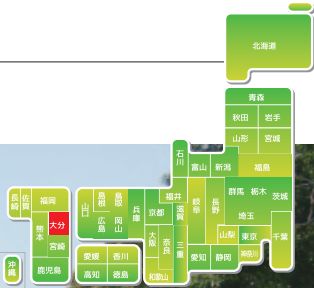 北海道
青森
秋田 岩手
山形 宮城
石川 富山 新潟 福島
福井 岐阜 長野 群馬 栃木 茨城
埼玉
山梨 東京 千葉
神奈川
愛知 静岡
滋賀 三重
京都 大阪 奈良
和歌山
兵庫
鳥取 島根
岡山 広島
山口
愛媛 香川
高知 徳島
福岡 佐賀 長崎
大分 熊本
宮崎
鹿児島
沖縄